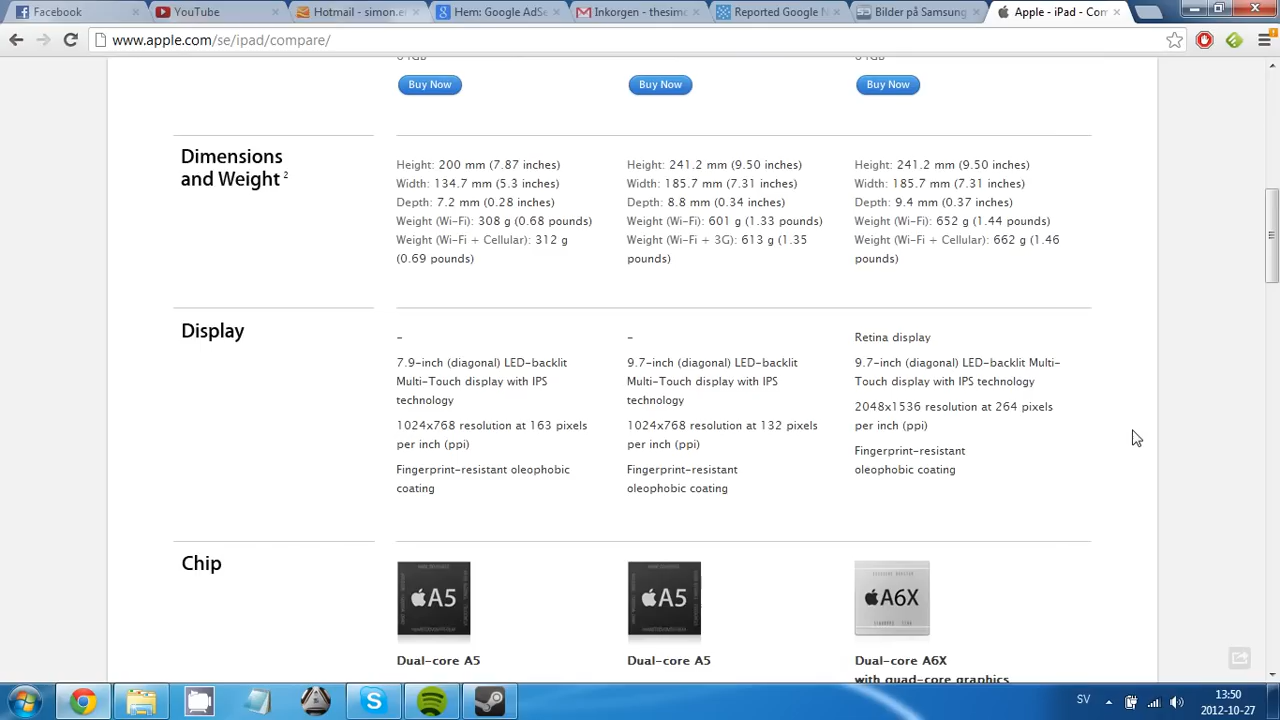 Facebook
YouTube
Hotmail - simon.e
Hem: Google AdSe
Inkorgen - thesimo
Reported Google N
Bilder på Samsung
Apple - iPad - Com
www.apple.com/se/ipad/compare/
64GB 64GB
Buy Now Buy Now Buy Now
Dimensions
and Weight 2
Height: 200 mm (7.87 inches)
Width: 134.7 mm (5.3 inches)
Depth: 7.2 mm (0.28 inches)
Weight (Wi-Fi): 308 g (0.68 pounds)
Weight (Wi-Fi + Cellular): 312 g
(0.69 pounds)
Height: 241.2 mm (9.50 inches)
Width: 185.7 mm (7.31 inches)
Depth: 8.8 mm (0.34 inches)
Weight (Wi-Fi): 601 g (1.33 pounds)
Weight (Wi-Fi + 3G): 613 g (1.35
pounds)
Height: 241.2 mm (9.50 inches)
Width: 185.7 mm (7.31 inches)
Depth: 9.4 mm (0.37 inches)
Weight (Wi-Fi): 652 g (1.44 pounds)
Weight (Wi-Fi + Cellular): 662 g (1.46
pounds)
Display
–
7.9-inch (diagonal) LED-backlit
Multi-Touch display with IPS
technology
1024x768 resolution at 163 pixels
per inch (ppi)
Fingerprint-resistant oleophobic
coating
–
9.7-inch (diagonal) LED-backlit
Multi-Touch display with IPS
technology
1024x768 resolution at 132 pixels
per inch (ppi)
Fingerprint-resistant
oleophobic coating
Retina display
9.7-inch (diagonal) LED-backlit Multi-
Touch display with IPS technology
2048x1536 resolution at 264 pixels
per inch (ppi)
Fingerprint-resistant
oleophobic coating
Chip
A5
Dual-core A5
A5
Dual-core A5
A6X
Dual-core A6X
with quad-core graphics
SV
13:50
2012-10-27